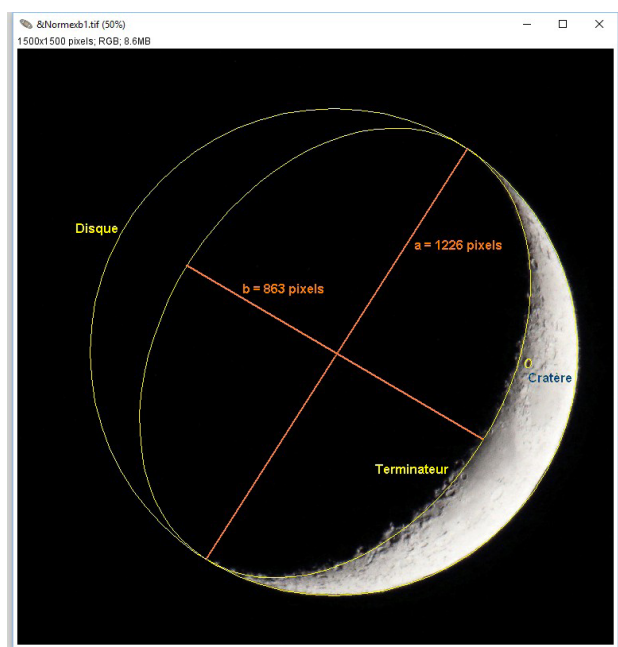 &Normexb1.tif (50%)
1500x1500 pixels; RGB; 8.6MB
Disque
a = 1226 pixels
b = 863 pixels
Cratère
Terminateur